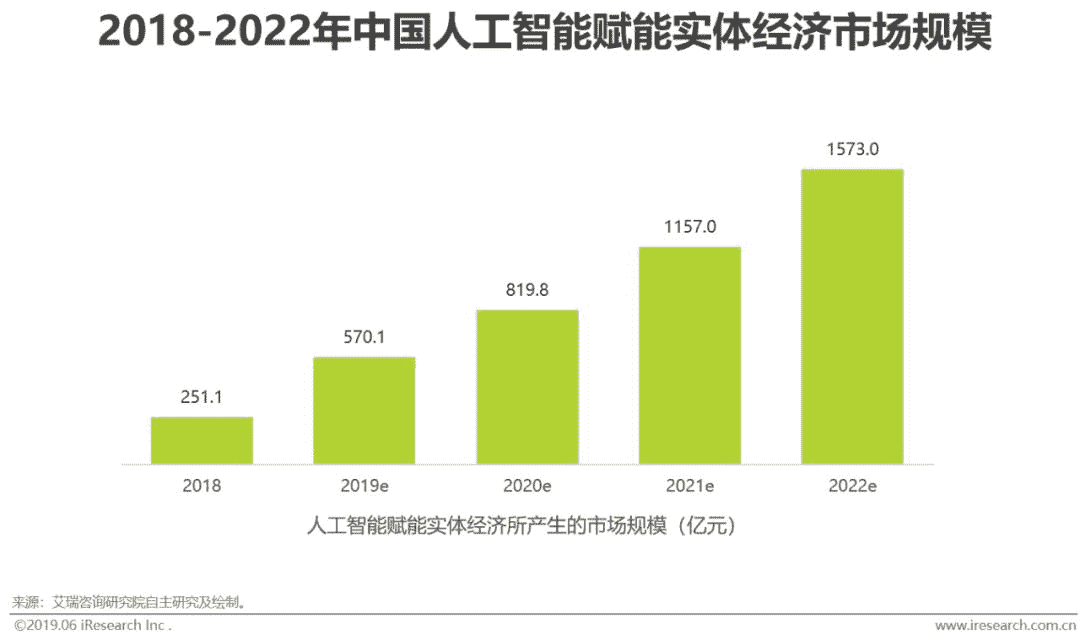 2018-2022年中国人工智能赋能实体经济市场规模
1573.0
1157.0
819.8
570.1
251.1
2018 2019e 2020e 2021e 2022e
人工智能赋能实体经济所产生的市场规模（亿元）
来源：艾瑞咨询研究院自主研究及绘制。
©2019.06 iResearch Inc . www.iresearch.com.cn